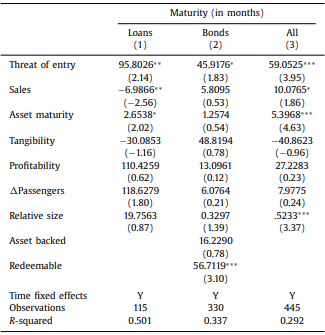 Maturity (in months)
Loans Bonds All
(1) (2) (3)
Threat of entry 95.8026** 45.9176* 59.0525***
(2.14) (1.83) (3.95)
Sales −6.9866** 5.8095 10.0765*
(−2.56) (0.53) (1.86)
Asset maturity 2.6538* 1.2574 5.3968***
(2.02) (0.54) (4.63)
Tangibility −30.0853 48.8194 −40.8623
(−1.16) (0.78) (−0.96)
Profitability 110.4259 13.0961 27.2283
(0.62) (0.12) (0.23)
ΔPassengers 118.6279 6.0764 7.9775
(1.80) (0.21) (0.24)
Relative size 19.7563 0.3297 .5233***
(0.87) (1.39) (3.37)
Asset backed 16.2290
(0.78)
Redeemable 56.7119***
(3.10)
Time fixed effects Y Y Y
Observations 115 330 445
R-squared 0.501 0.337 0.292